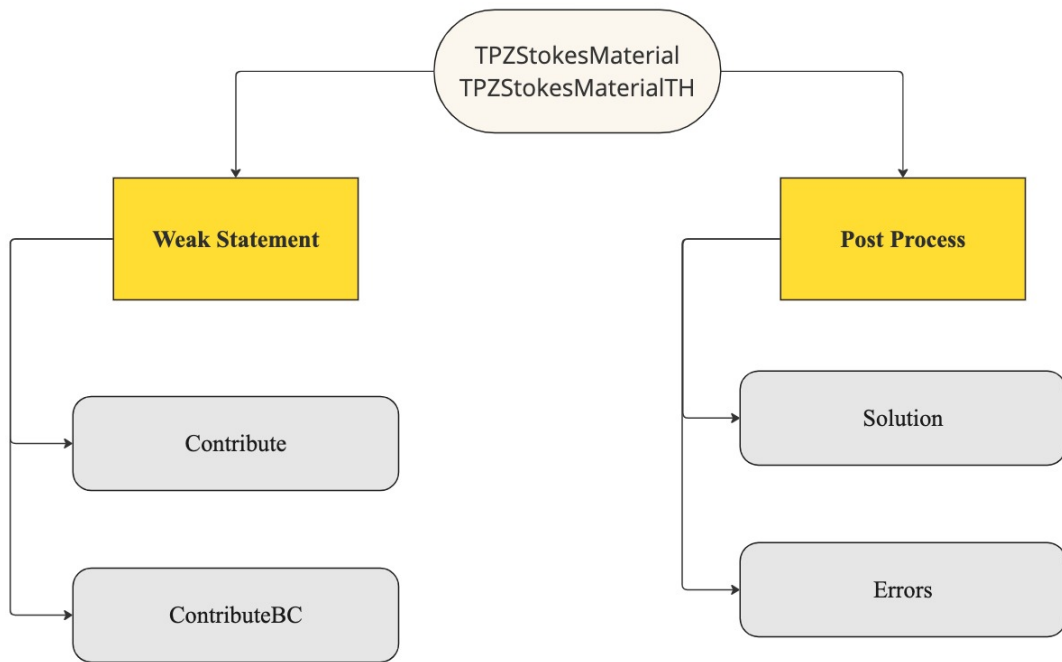 TPZStokesMaterial
TPZStokesMaterialTH
Weak Statement
Post Process
Contribute
Solution
ContributeBC
Errors